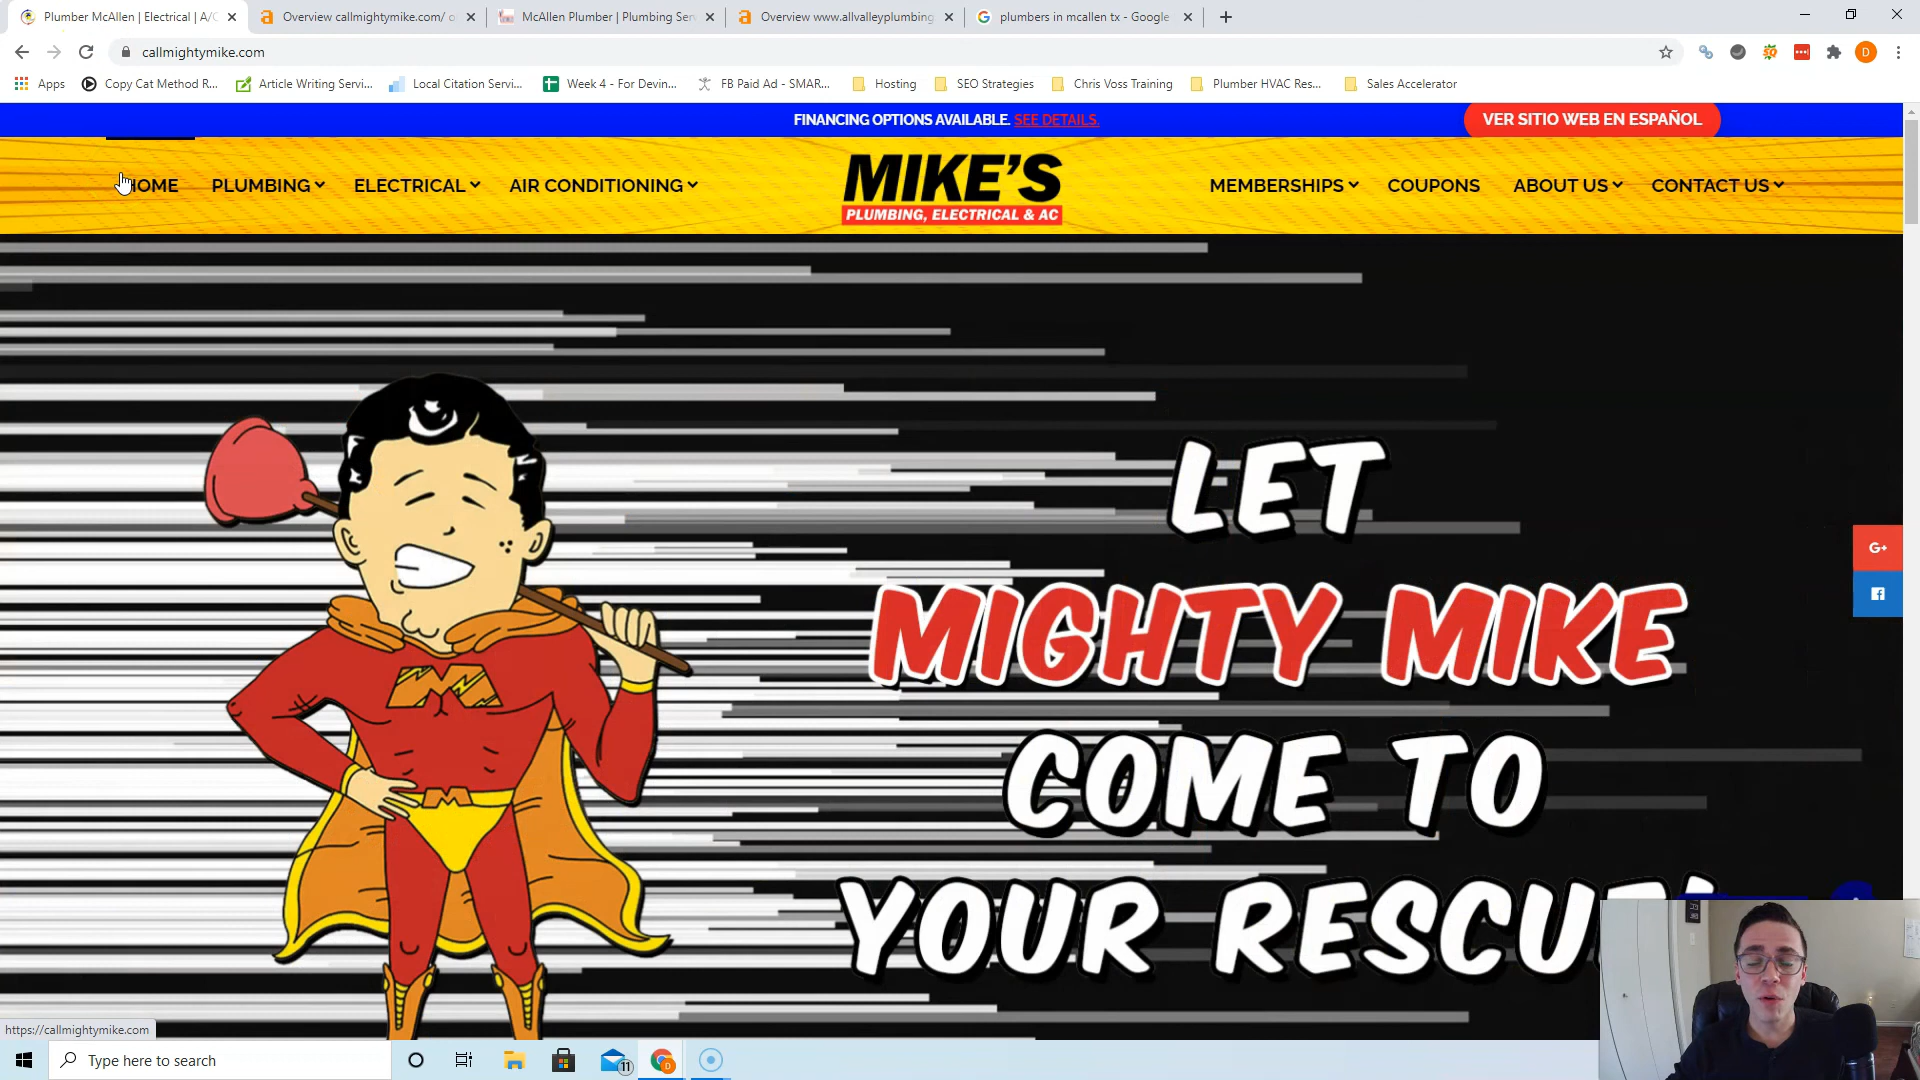 Plumber McAllen | Electrical | A/C
Overview callmightymike.com/ o
McAllen Plumber | Plumbing Ser
Overview www.allvalleyplumbing
plumbers in mcallen tx - Google
callmightymike.com
Apps
Copy Cat Method R...
Article Writing Servi...
Local Citation Servi...
Week 4 - For Devin...
FB Paid Ad - SMAR...
Hosting
SEO Strategies
Chris Voss Training
Plumber HVAC Res...
Sales Accelerator
FINANCING OPTIONS AVAILABLE. SEE DETAILS.
VER SITIO WEB EN ESPAÑOL
HOME
PLUMBING
ELECTRICAL
AIR CONDITIONING
MIKE'S
PLUMBING, ELECTRICAL & AC
MEMBERSHIPS
COUPONS
ABOUT US
CONTACT US
LET
MIGHTY MIKE
COME TO
YOUR RESCUE!
G+
M
M
https://callmightymike.com
Type here to search
11
D
D